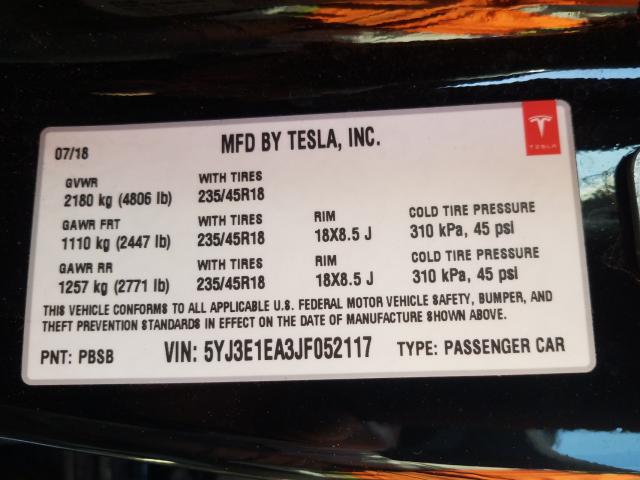 MFD BY TESLA, INC.
TESLA
07/18
GVWR WITH TIRES
2180 kg (4806 lb) 235/45R18
GAWR FRT WITH TIRES RIM COLD TIRE PRESSURE
1110 kg (2447 lb) 235/45R18 18X8.5 J 310 kPa, 45 psi
GAWR RR WITH TIRES RIM COLD TIRE PRESSURE
1257 kg (2771 lb) 235/45R18 18X8.5 J 310 kPa, 45 psi
THIS VEHICLE CONFORMS TO ALL APPLICABLE U.S. FEDERAL MOTOR VEHICLE SAFETY, BUMPER, AND
THEFT PREVENTION STANDARDS IN EFFECT ON THE DATE OF MANUFACTURE SHOWN ABOVE.
PNT: PBSB VIN: 5YJ3E1EA3JF052117 TYPE: PASSENGER CAR